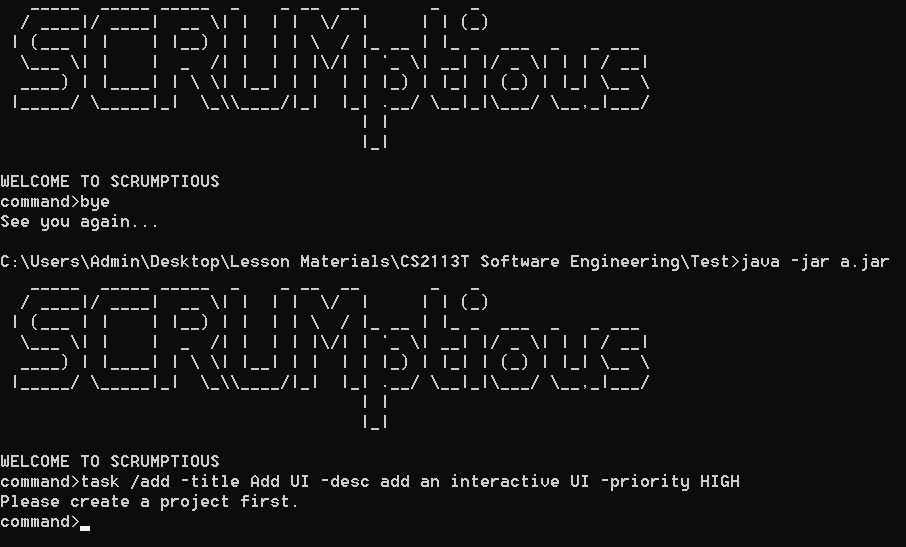 SCRUMptious
WELCOME TO SCRUMPTIOUS
command>bye
See you again...
C:\Users\Admin\Desktop\Lesson Materials\CS2113T Software Engineering\Test>java -jar a.jar
SCRUMptious
WELCOME TO SCRUMPTIOUS
command>task /add -title Add UI -desc add an interactive UI -priority HIGH
Please create a project first.
command>